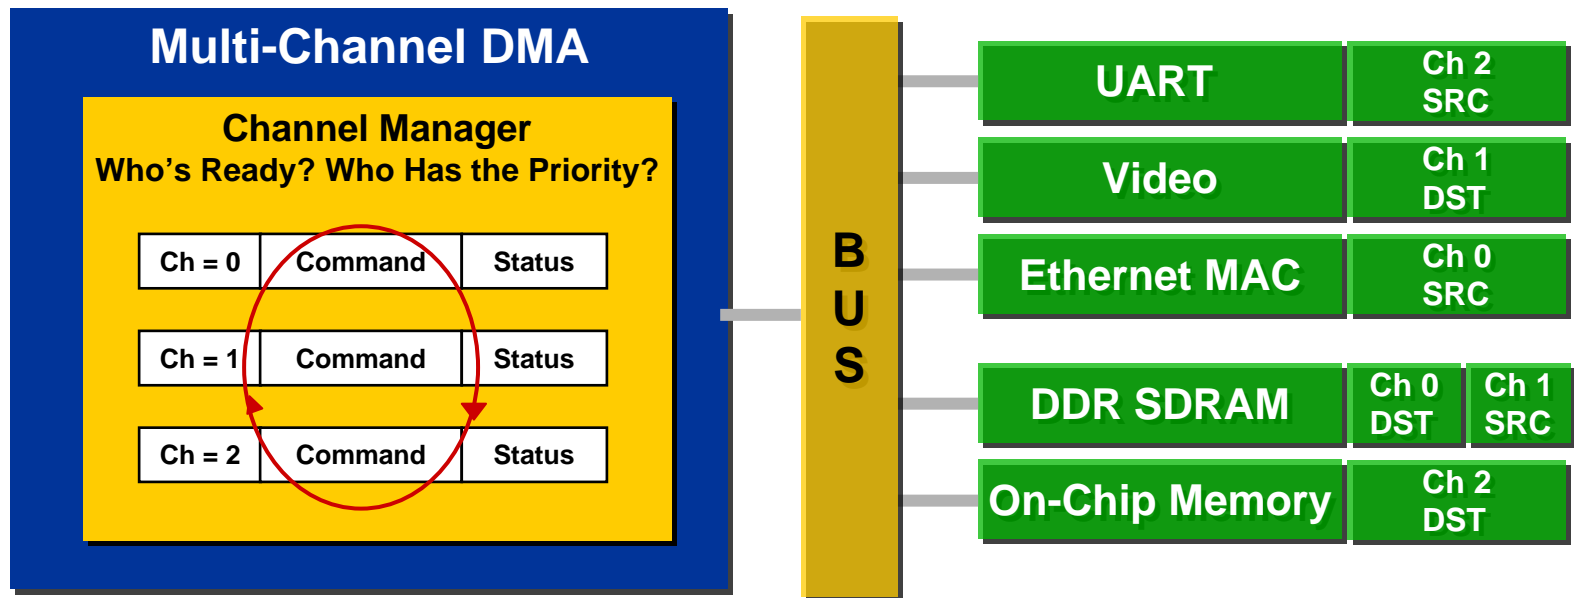 Multi-Channel DMA
Channel Manager
Who's Ready? Who Has the Priority?
Ch = 0 Command Status
Ch = 1 Command Status
Ch = 2 Command Status
B
U
S
UART
Ch 2
SRC
Video
Ch 1
DST
Ethernet MAC
Ch 0
SRC
DDR SDRAM
Ch 0
DST
Ch 1
SRC
On-Chip Memory
Ch 2
DST